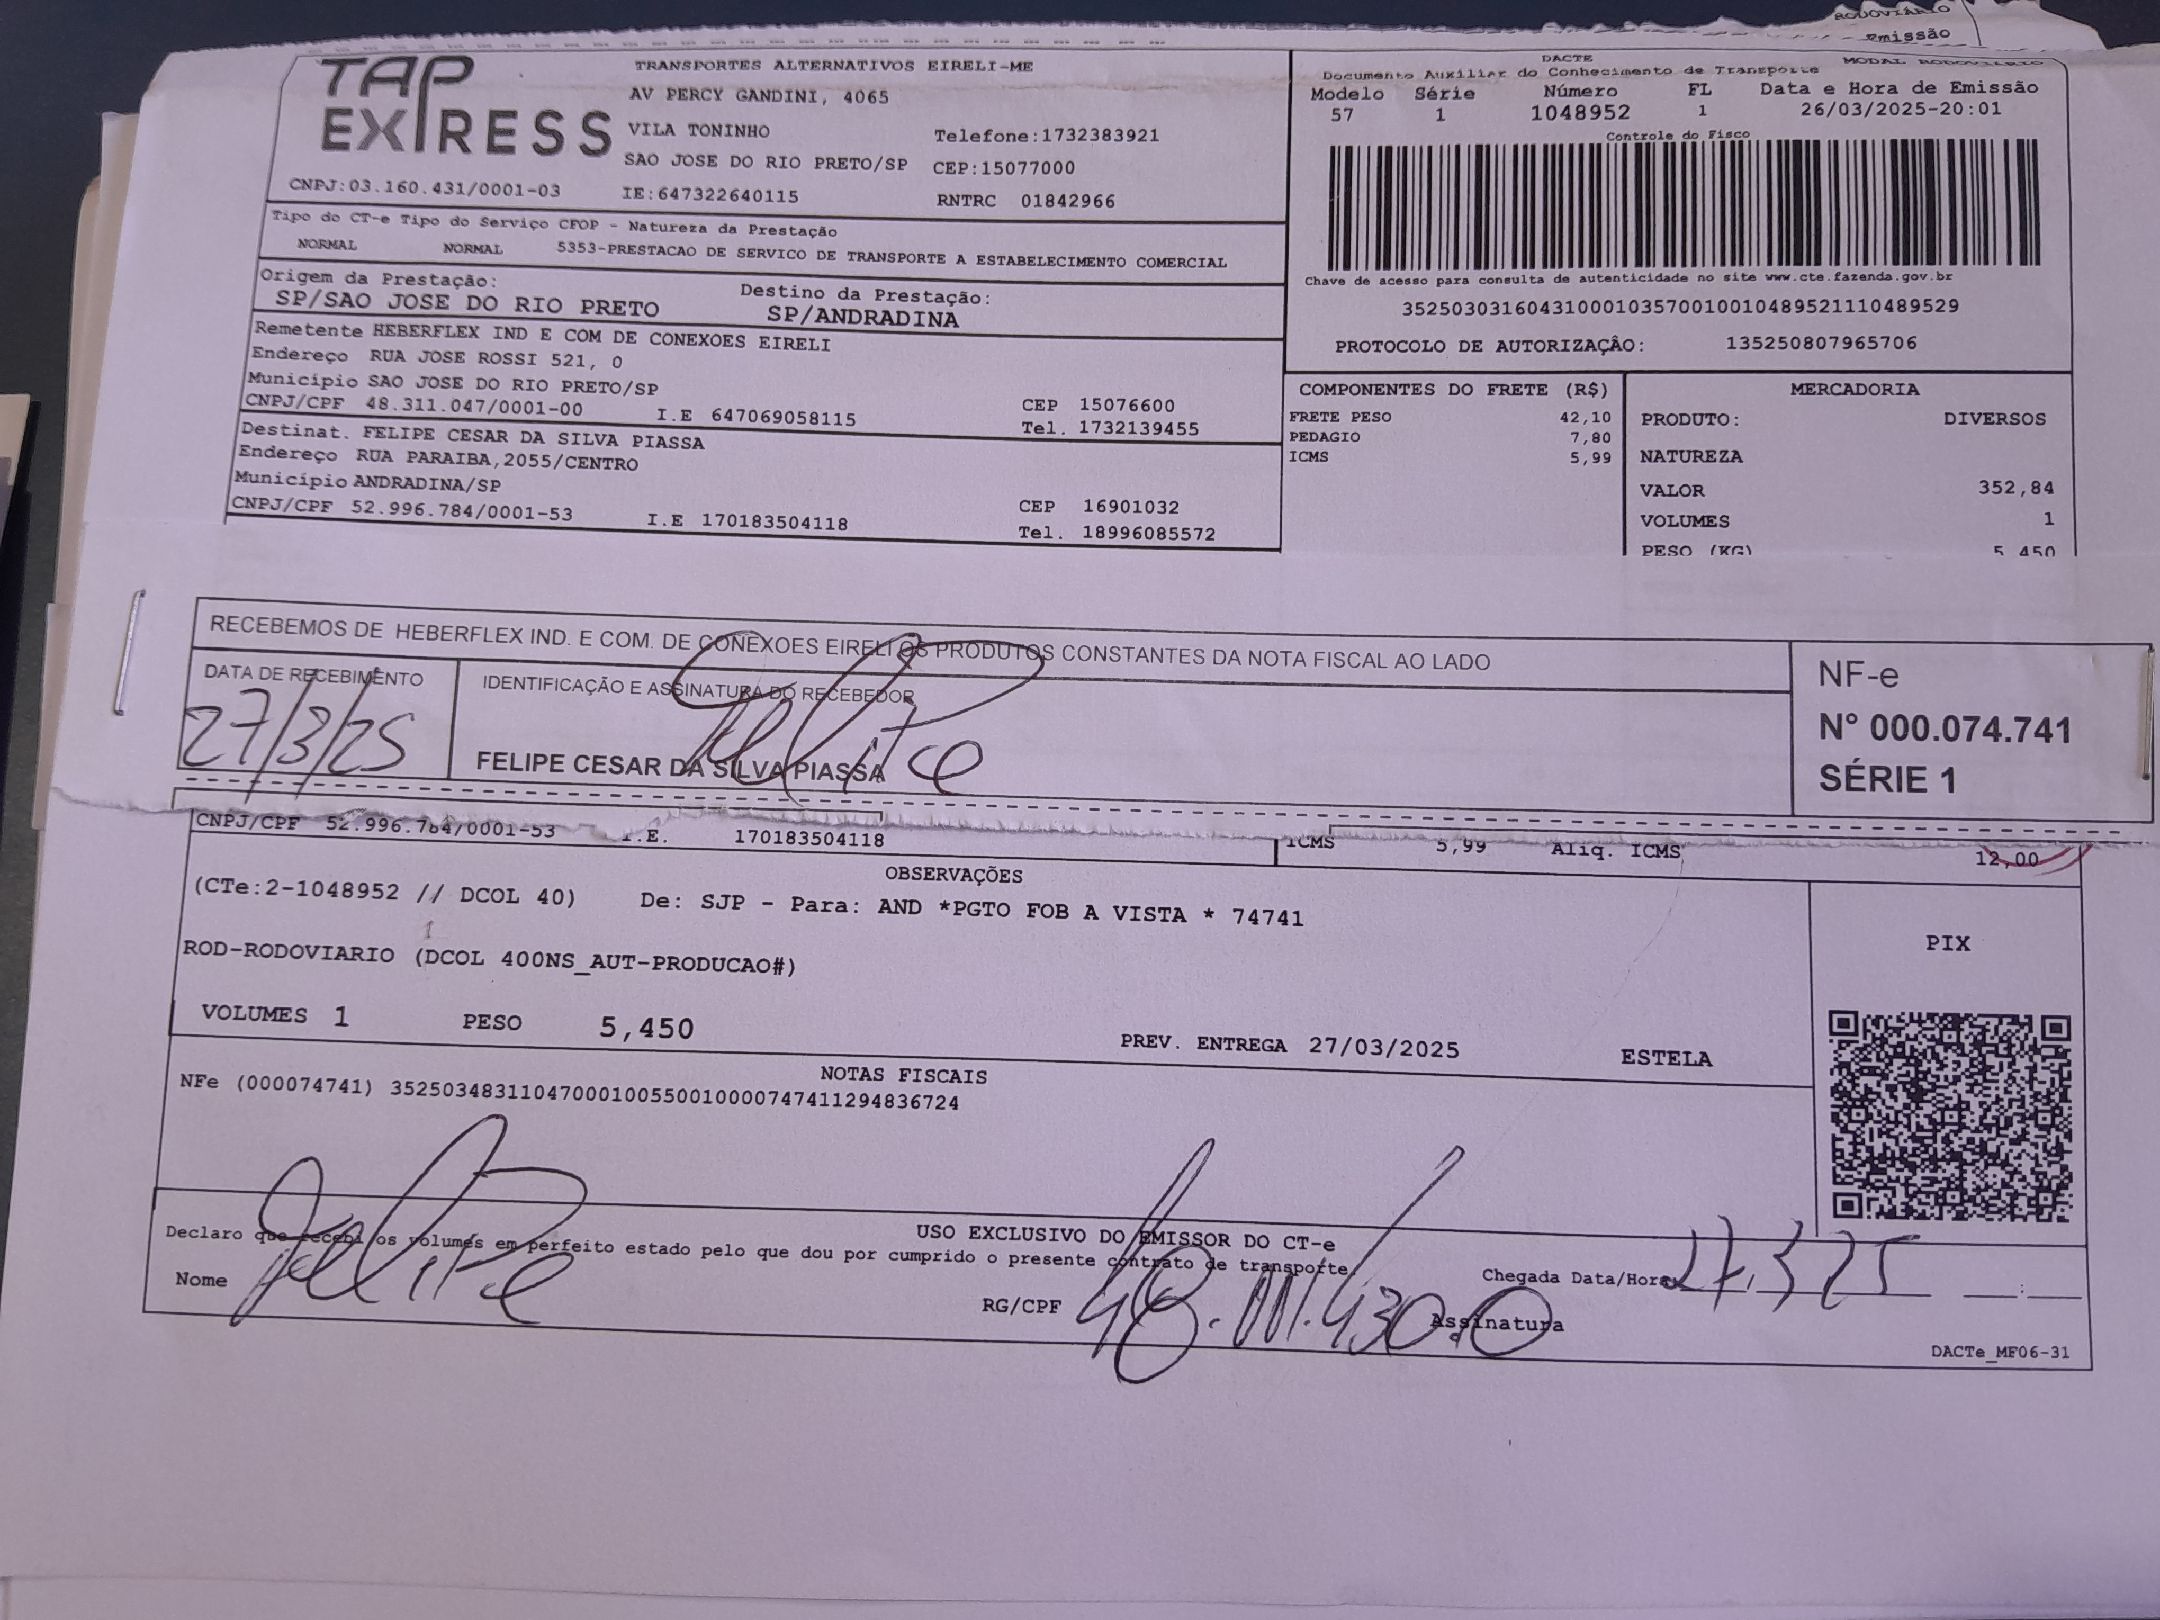 RODOVIÁRIO
emissão
TAP EXPRESS
TRANSPORTES ALTERNATIVOS EIRELI-ME
AV PERCY GANDINI, 4065
VILA TONINHO Telefone:1732383921
SAO JOSE DO RIO PRETO/SP CEP:15077000
CNPJ:03.160.431/0001-03 IE:647322640115 RNTRC 01842966
DACTE MODAL RODOVIÁRIO
Documento Auxiliar do Conhecimento de Transporte
Modelo Série Número FL Data e Hora de Emissão
57 1 1048952 1 26/03/2025-20:01
Controle do Fisco
Chave de acesso para consulta de autenticidade no site www.cte.fazenda.gov.br
35250303160431000103570010010489521110489529
PROTOCOLO DE AUTORIZAÇÃO: 135250807965706
Tipo do CT-e Tipo do Serviço CFOP - Natureza da Prestação
NORMAL NORMAL 5353-PRESTACAO DE SERVICO DE TRANSPORTE A ESTABELECIMENTO COMERCIAL
Origem da Prestação: Destino da Prestação:
SP/SAO JOSE DO RIO PRETO SP/ANDRADINA
Remetente HEBERFLEX IND E COM DE CONEXOES EIRELI
Endereço RUA JOSE ROSSI 521, 0
Município SAO JOSE DO RIO PRETO/SP CEP 15076600
CNPJ/CPF 48.311.047/0001-00 I.E 647069058115 Tel. 1732139455
Destinat. FELIPE CESAR DA SILVA PIASSA
Endereço RUA PARAIBA,2055/CENTRO
Município ANDRADINA/SP CEP 16901032
CNPJ/CPF 52.996.784/0001-53 I.E 170183504118 Tel. 18996085572
COMPONENTES DO FRETE (R$)
FRETE PESO 42,10
PEDAGIO 7,80
ICMS 5,99
MERCADORIA
PRODUTO: DIVERSOS
NATUREZA
VALOR 352,84
VOLUMES 1
PESO (KG) 5,450
RECEBEMOS DE HEBERFLEX IND. E COM. DE CONEXOES EIRELI OS PRODUTOS CONSTANTES DA NOTA FISCAL AO LADO
DATA DE RECEBIMENTO IDENTIFICAÇÃO E ASSINATURA DO RECEBEDOR
27/3/25 Felipe
FELIPE CESAR DA SILVA PIASSA
NF-e
N° 000.074.741
SÉRIE 1
CNPJ/CPF 52.996.784/0001-53 I.E. 170183504118 ICMS 5,99 Aliq. ICMS 12,00
OBSERVAÇÕES
(CTe:2-1048952 // DCOL 40) De: SJP - Para: AND *PGTO FOB A VISTA * 74741
ROD-RODOVIARIO (DCOL 400NS_AUT-PRODUCAO#)
VOLUMES 1 PESO 5,450 PREV. ENTREGA 27/03/2025 ESTELA
PIX
NOTAS FISCAIS
NFe (000074741) 35250348311047000100550010000747411294836724
USO EXCLUSIVO DO EMISSOR DO CT-e
Declaro que recebi os volumes em perfeito estado pelo que dou por cumprido o presente contrato de transporte
Nome Felipe RG/CPF Assinatura Chegada Data/Hora 27.3 25 :
DACTe_MF06-31